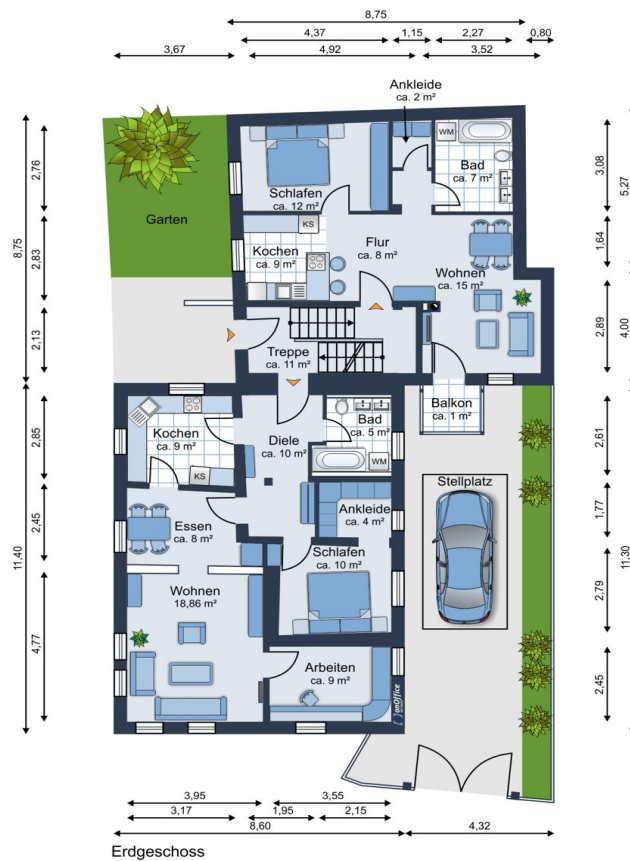 8,75
4,37
1,15
2,27
0,80
3,67
4,92
3,52
Ankleide
ca. 2 m²
WM
Bad
ca. 7 m²
Schlafen
ca. 12 m²
Garten
KS
Kochen
ca. 9 m²
Flur
ca. 8 m²
Wohnen
ca. 15 m²
Treppe
ca. 11 m²
Balkon
ca. 1 m²
Kochen
ca. 9 m²
KS
Diele
ca. 10 m²
Bad
ca. 5 m²
WM
Stellplatz
Essen
ca. 8 m²
Ankleide
ca. 4 m²
Schlafen
ca. 10 m²
Wohnen
18,86 m²
Arbeiten
ca. 9 m²
onOffice
8,75
2,76
2,83
2,13
11,40
2,85
2,45
4,77
3,08
5,27
1,64
2,89
4,00
2,61
1,77
11,30
2,79
2,45
3,95
3,55
3,17
1,95
2,15
8,60
4,32
Erdgeschoss